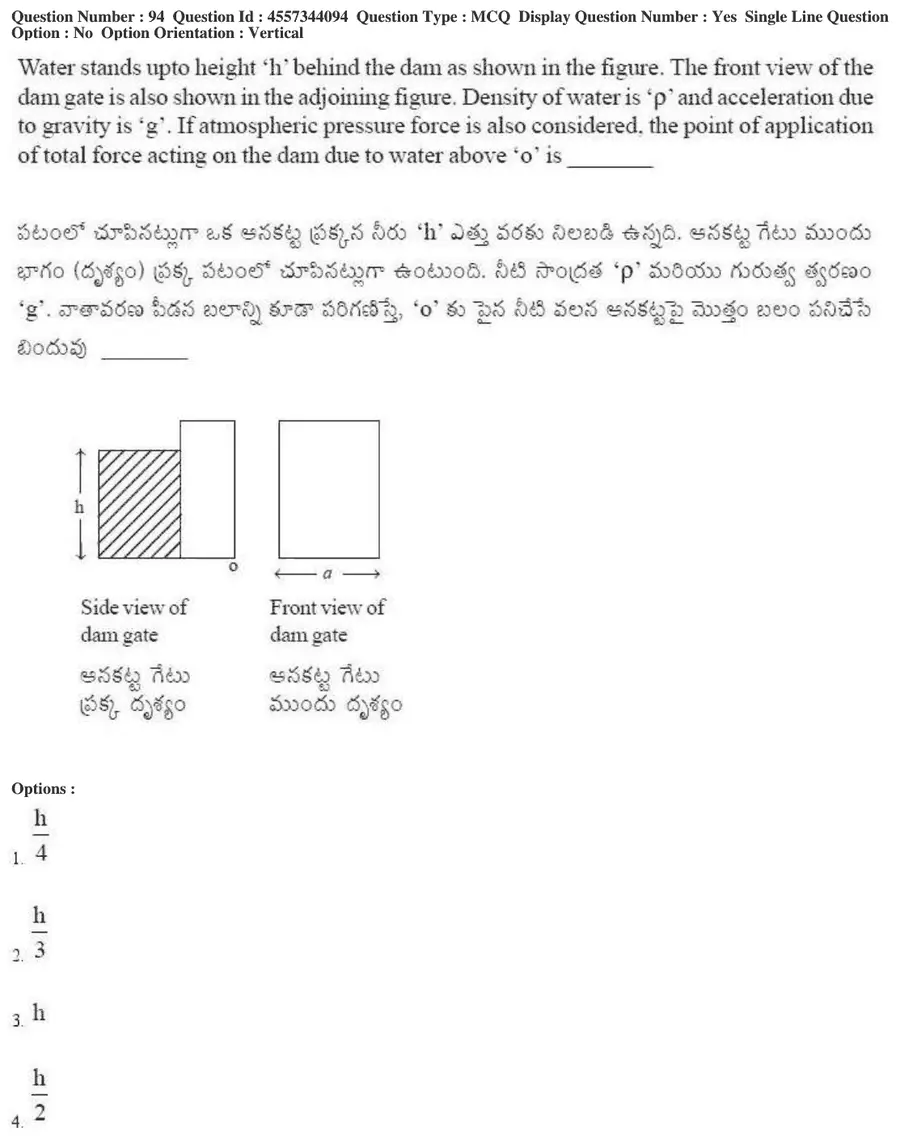 Question Number : 94 Question Id : 4557344094 Question Type : MCQ Display Question Number : Yes Single Line Question
Option : No Option Orientation : Vertical
Water stands upto height ‘h’ behind the dam as shown in the figure. The front view of the
dam gate is also shown in the adjoining figure. Density of water is ‘ρ’ and acceleration due
to gravity is ‘g’. If atmospheric pressure force is also considered, the point of application
of total force acting on the dam due to water above ‘o’ is ________
పటంలో చూపినట్లుగా ఒక ఆనకట్ట ప్రక్కన నీరు ‘h’ ఎత్తు వరకు నిలబడి ఉన్నది. ఆనకట్ట గేటు ముందు
భాగం (దృశ్యం) ప్రక్క పటంలో చూపినట్లుగా ఉంటుంది. నీటి సాంద్రత ‘ρ’ మరియు గురుత్వ త్వరణం
‘g’. వాతావరణ పీడన బలాన్ని కూడా పరిగణిస్తే, ‘o’ కు పైన నీటి వలన ఆనకట్టపై మొత్తం బలం పనిచేసే
బిందువు ________
h
o
a
Side view of
dam gate
ఆనకట్ట గేటు
ప్రక్క దృశ్యం
Front view of
dam gate
ఆనకట్ట గేటు
ముందు దృశ్యం
Options :
1. h/4
2. h/3
3. h
4. h/2